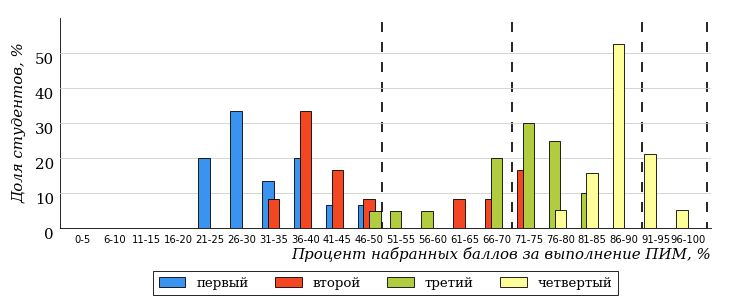 Доля студентов, %
50
40
30
20
10
0
0-5 6-10 11-15 16-20 21-25 26-30 31-35 36-40 41-45 46-50 51-55 56-60 61-65 66-70 71-75 76-80 81-85 86-90 91-95 96-100
Процент набранных баллов за выполнение ПИМ, %
первый второй третий четвертый